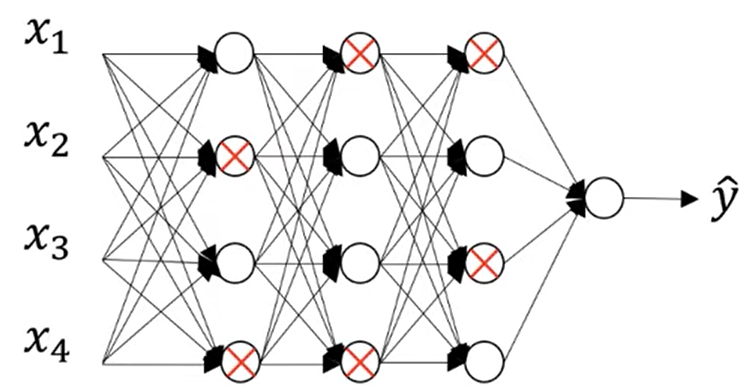 x₁
x₂
x₃
x₄
ŷ